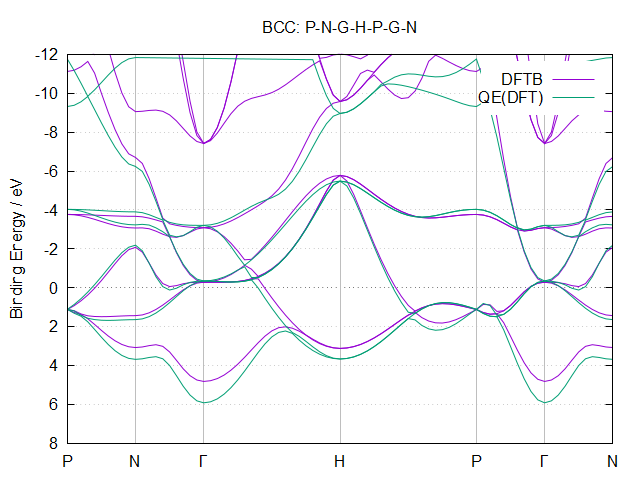 BCC: P-N-G-H-P-G-N
-12
-10
-8
-6
-4
-2
0
2
4
6
8
Binding Energy / eV
DFTB
QE(DFT)
P N Γ H P Γ N